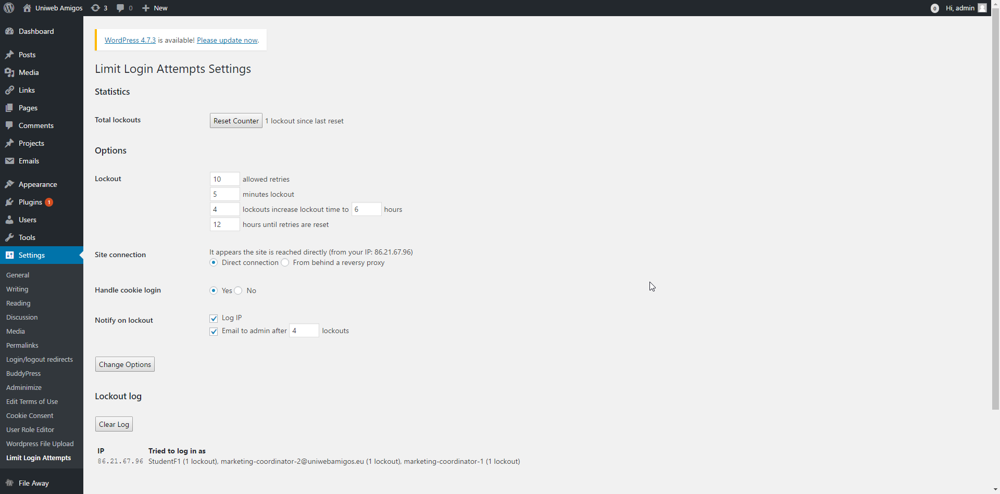 Uniweb Amigos 3 0 New 0 Hi, admin
Dashboard
Posts
Media
Links
Pages
Comments
Projects
Emails
Appearance
Plugins 1
Users
Tools
Settings
General
Writing
Reading
Discussion
Media
Permalinks
Login/logout redirects
BuddyPress
Adminimize
Edit Terms of Use
Cookie Consent
User Role Editor
Wordpress File Upload
Limit Login Attempts
FA File Away
WordPress 4.7.3 is available! Please update now.
Limit Login Attempts Settings
Statistics
Total lockouts Reset Counter 1 lockout since last reset
Options
Lockout 10 allowed retries
5 minutes lockout
4 lockouts increase lockout time to 6 hours
12 hours until retries are reset
Site connection It appears the site is reached directly (from your IP: 86.21.67.96)
Direct connection From behind a reversy proxy
Handle cookie login Yes No
Notify on lockout Log IP
Email to admin after 4 lockouts
Change Options
Lockout log
Clear Log
IP Tried to log in as
86.21.67.96 StudentF1 (1 lockout), marketing-coordinator-2@uniwebamigos.eu (1 lockout), marketing-coordinator-1 (1 lockout)